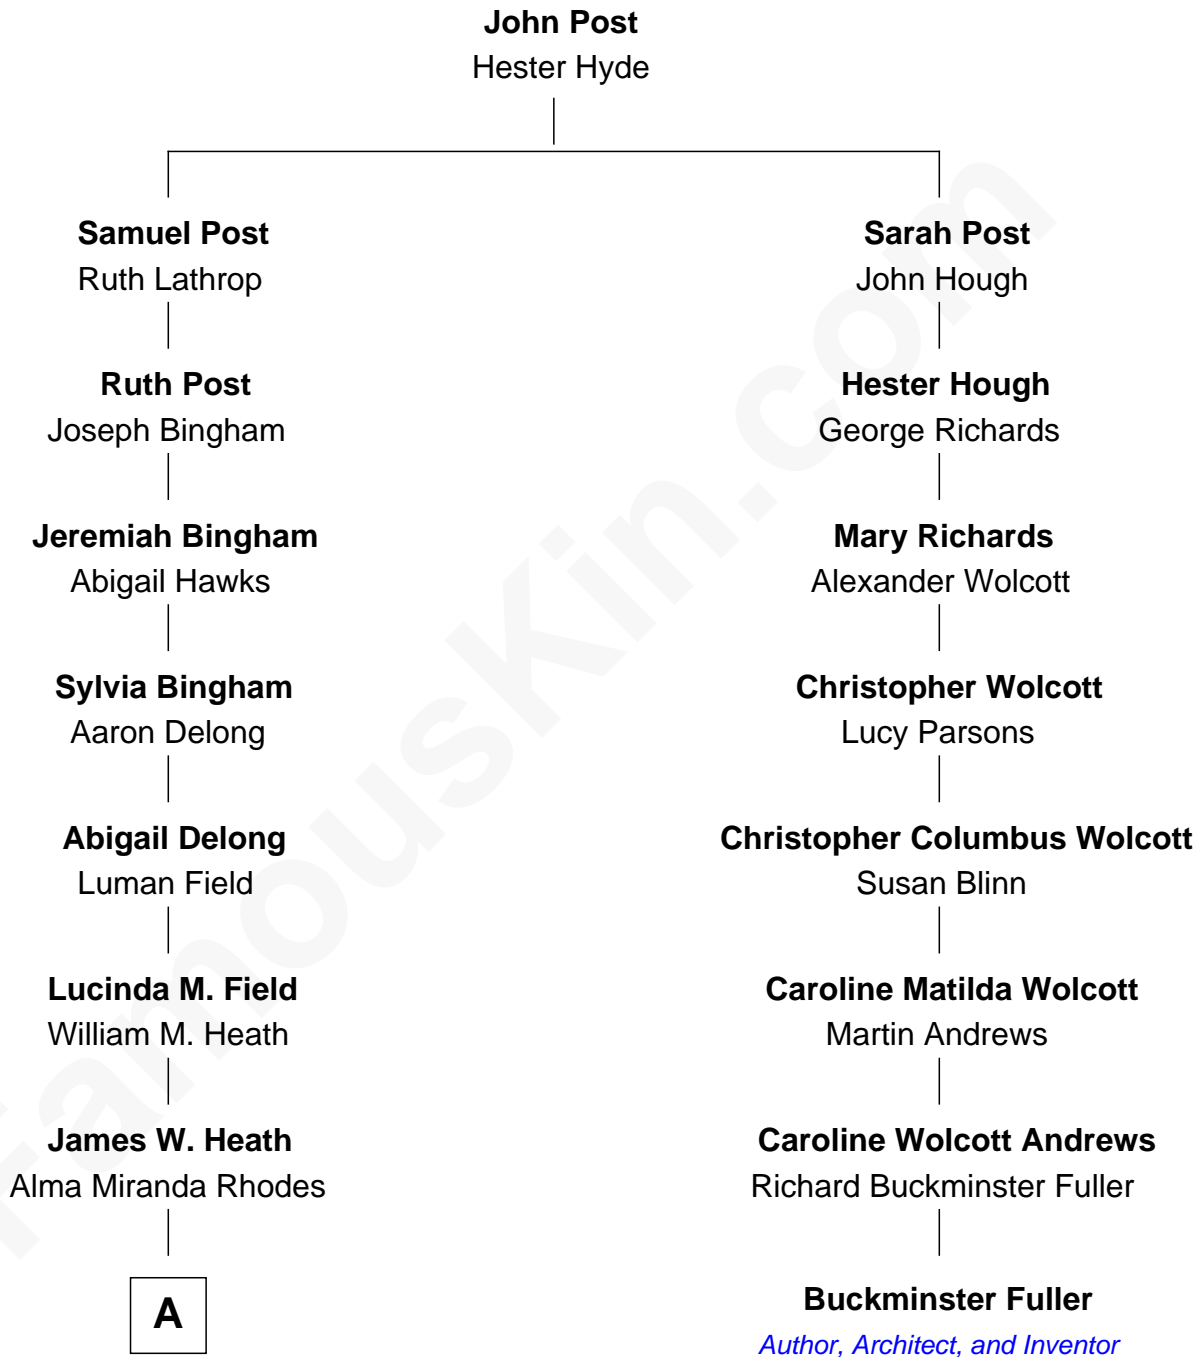 John Post
Hester Hyde
Samuel Post
Ruth Lathrop
Ruth Post
Joseph Bingham
Jeremiah Bingham
Abigail Hawks
Sylvia Bingham
Aaron Delong
Abigail Delong
Luman Field
Lucinda M. Field
William M. Heath
James W. Heath
Alma Miranda Rhodes
A
Sarah Post
John Hough
Hester Hough
George Richards
Mary Richards
Alexander Wolcott
Christopher Wolcott
Lucy Parsons
Christopher Columbus Wolcott
Susan Blinn
Caroline Matilda Wolcott
Martin Andrews
Caroline Wolcott Andrews
Richard Buckminster Fuller
Buckminster Fuller
Author, Architect, and Inventor
FamousKin.com